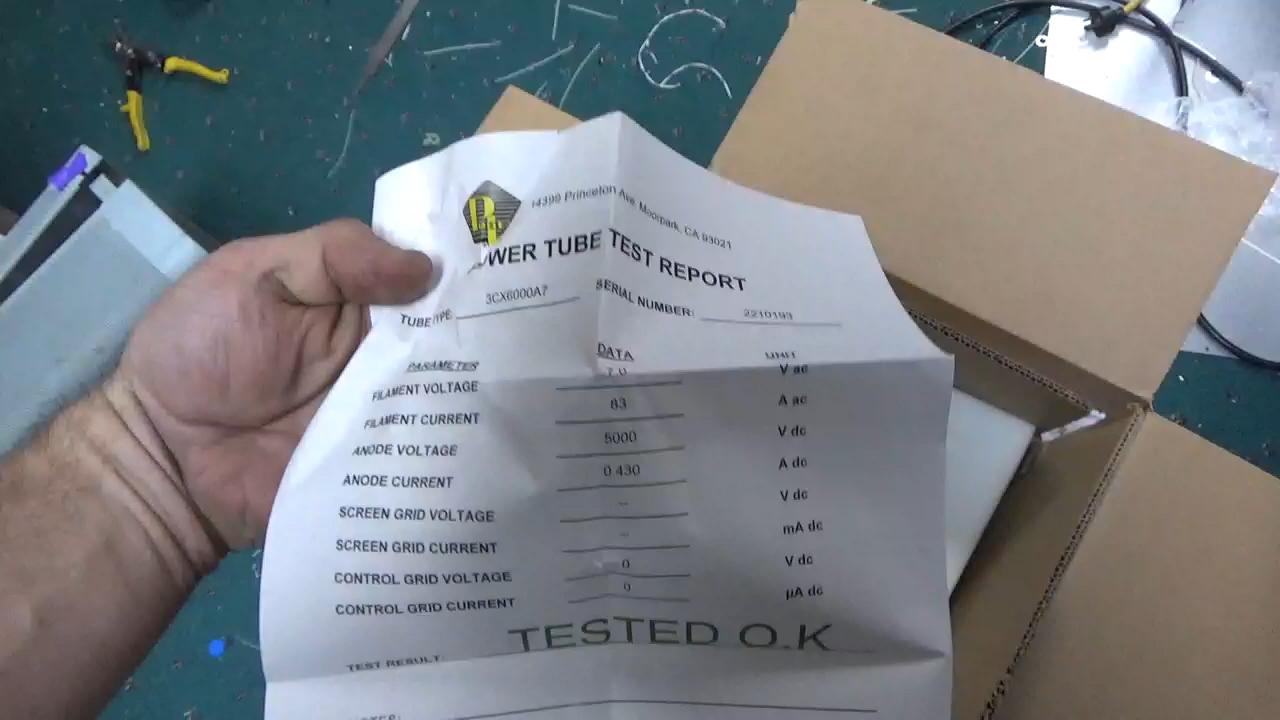 14399 Princeton Ave. Moorpark, CA 93021
POWER TUBE TEST REPORT
TUBE TYPE: 3CX6000A7 SERIAL NUMBER: 2210193
PARAMETER DATA UNIT
FILAMENT VOLTAGE 7.0 V ac
FILAMENT CURRENT 83 A ac
ANODE VOLTAGE 5000 V dc
ANODE CURRENT 0.430 A dc
SCREEN GRID VOLTAGE -- V dc
SCREEN GRID CURRENT -- mA dc
CONTROL GRID VOLTAGE 0 V dc
CONTROL GRID CURRENT 0 µA dc
TEST RESULT: TESTED O.K
NOTES: